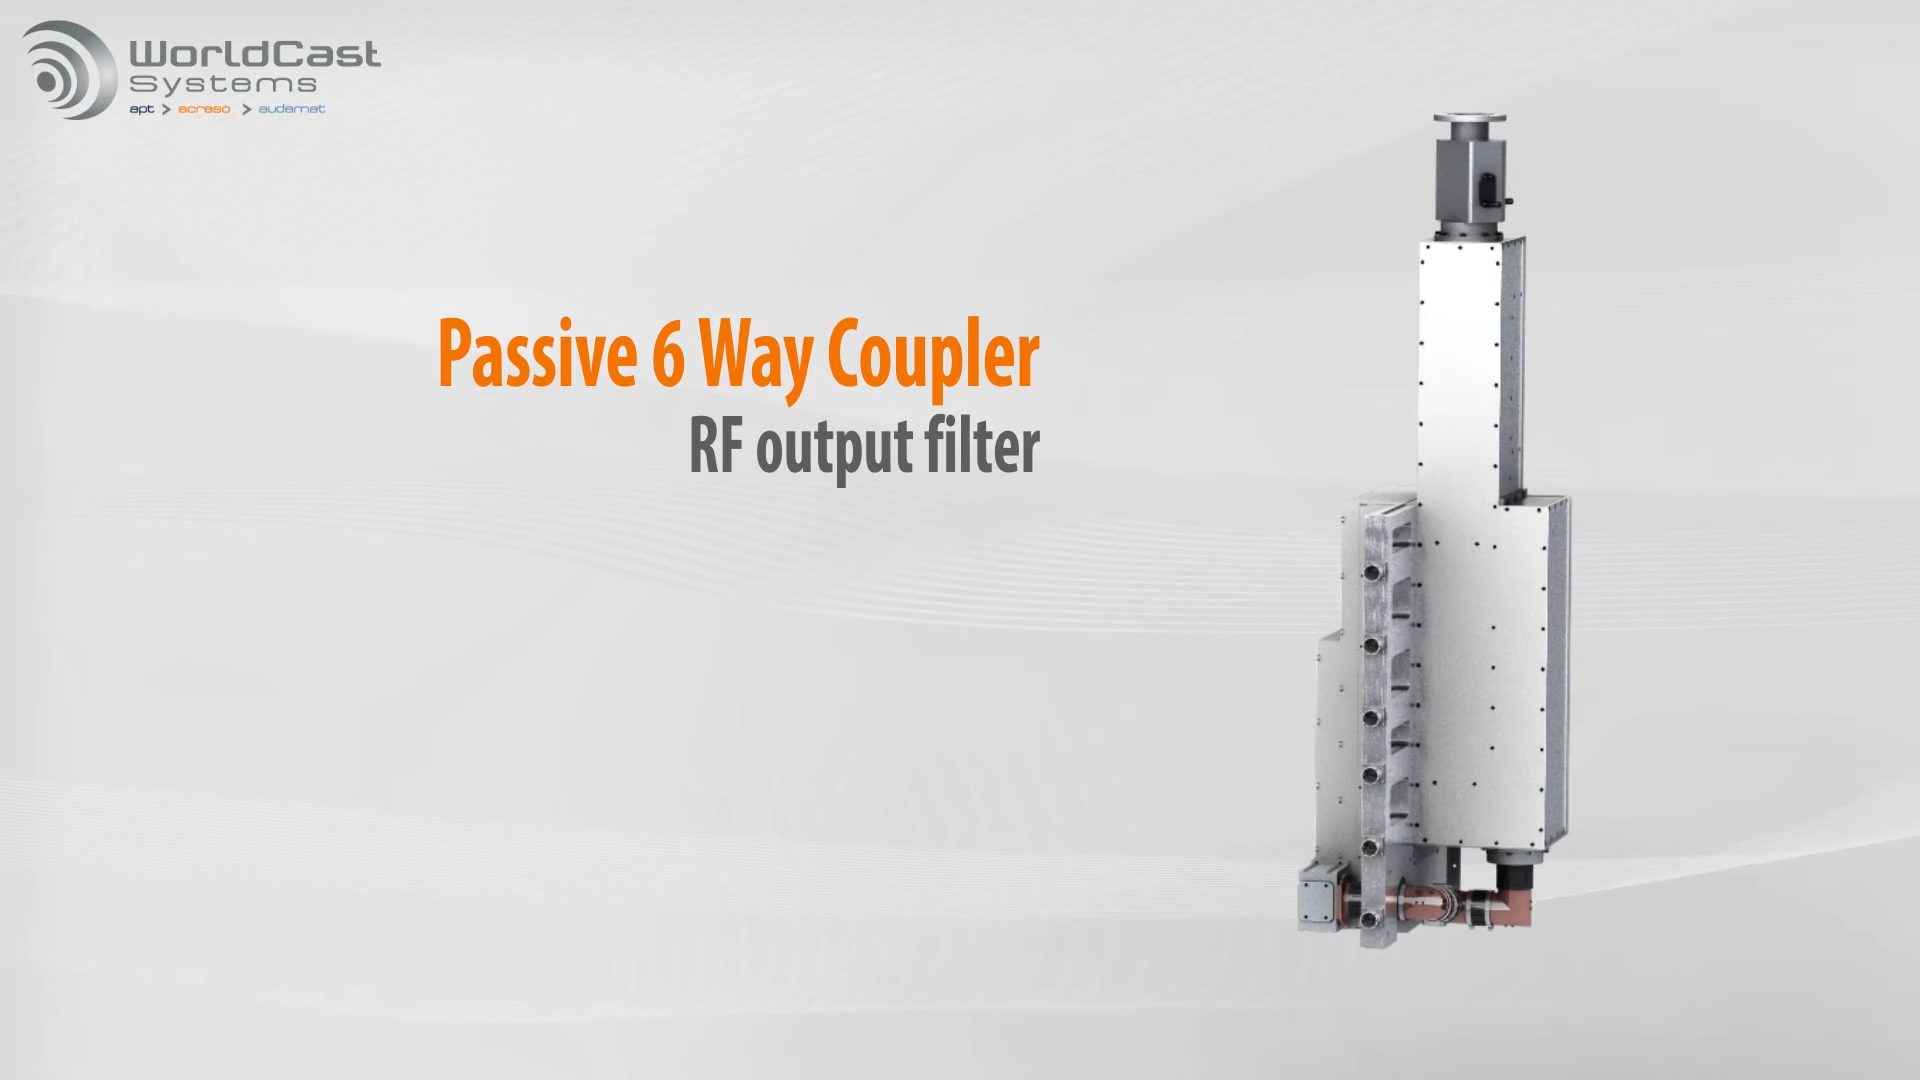 WorldCast
Systems
apt > ecreso > audemat
Passive 6 Way Coupler
RF output filter